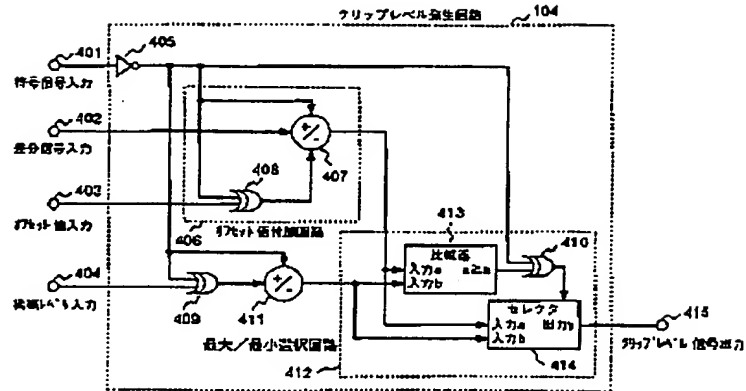 クリップレベル発生回路
104
401
405
符号信号入力
402
差分信号入力
407
408
403
オフセット値入力
406
オフセット値付加回路
413
410
404
比較器
入力a
a≥b
入力b
409
411
セレクタ
415
入力a
出力
入力b
最大/最小選択回路
クリップレベル信号出力
414
412